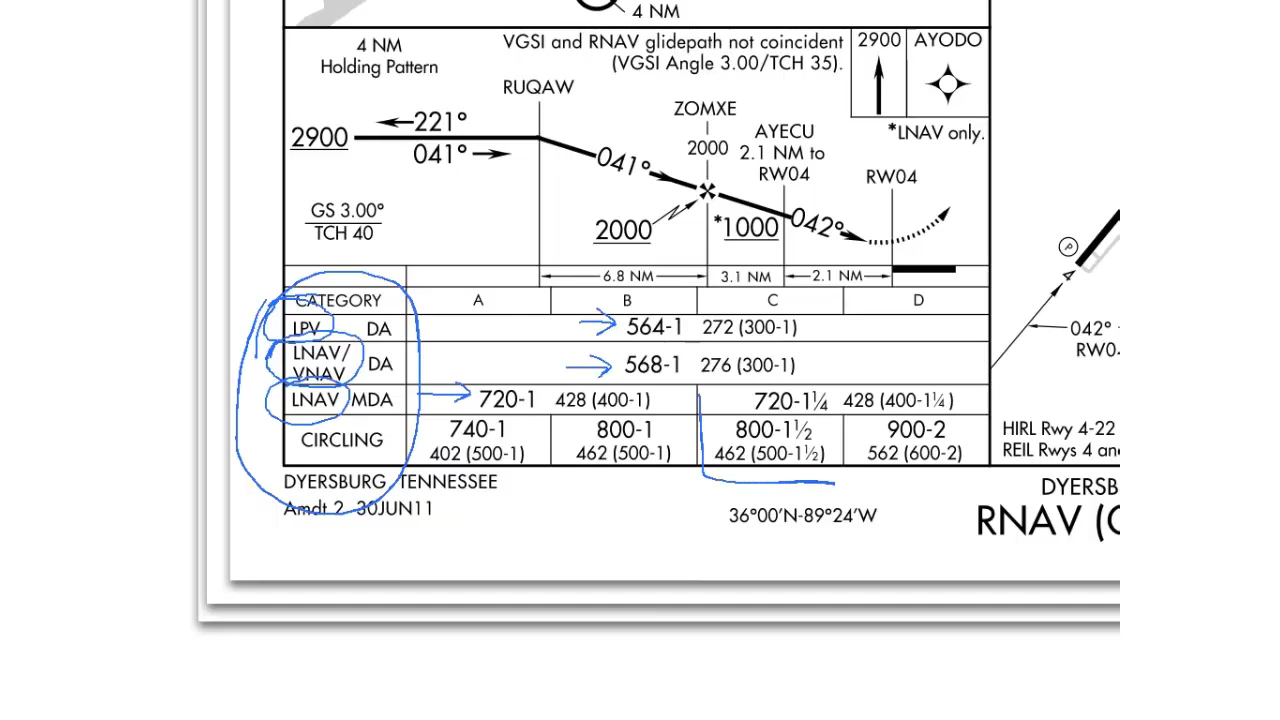 4 NM
4 NM
Holding Pattern
VGSI and RNAV glidepath not coincident
(VGSI Angle 3.00/TCH 35).
2900
AYODO
*LNAV only.
RUQAW
ZOMXE
2000
AYECU
2.1 NM to
RW04
RW04
2900
221°
041°
041°
042°
GS 3.00°
TCH 40
2000
*1000
6.8 NM
3.1 NM
2.1 NM
P
4
042°
RW0
CATEGORY A B C D
LPV DA 564-1 272 (300-1)
LNAV/
VNAV DA 568-1 276 (300-1)
LNAV MDA 720-1 428 (400-1) 720-1¼ 428 (400-1¼)
CIRCLING 740-1 800-1 800-1½ 900-2
402 (500-1) 462 (500-1) 462 (500-1½) 562 (600-2)
HIRL Rwy 4-22
REIL Rwys 4 an
DYERSBURG, TENNESSEE
Amdt 2 30JUN11
36°00'N-89°24'W
DYERSB
RNAV (